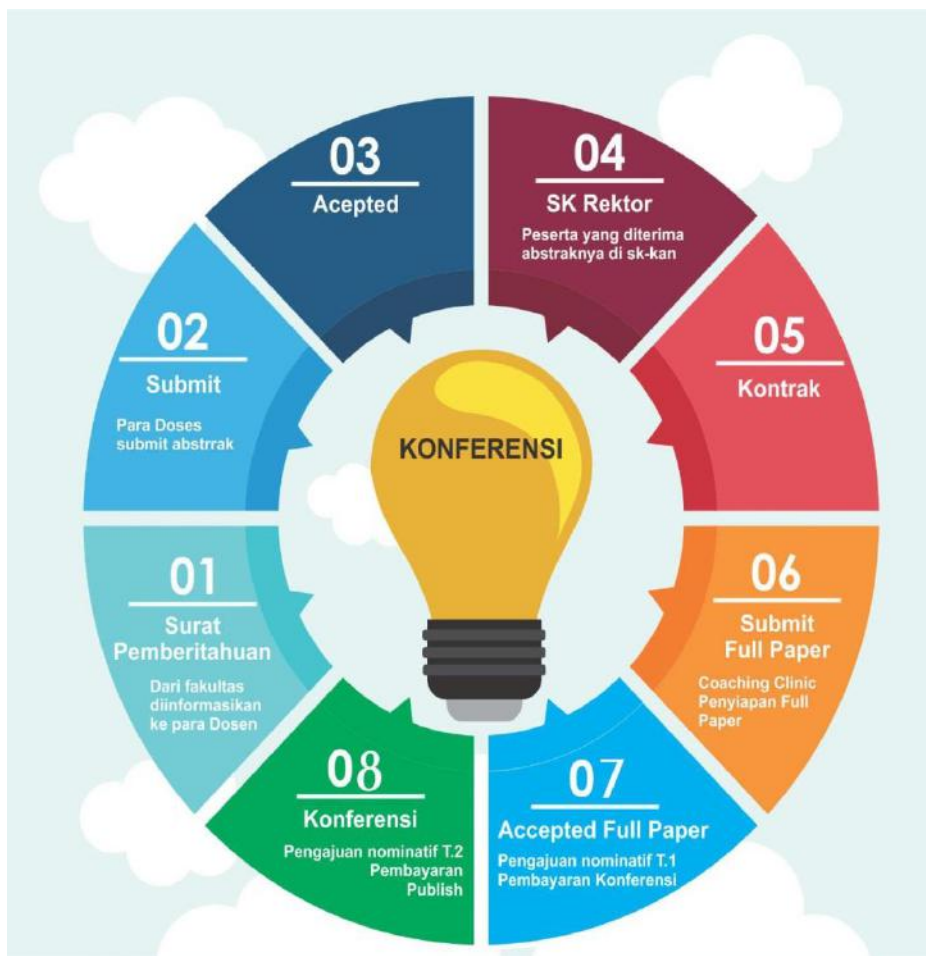 03
Acepted
04
SK Rektor
Peserta yang diterima
abstraknya di sk-kan
02
Submit
Para Doses
submit abstrrak
05
Kontrak
KONFERENSI
01
Surat
Pemberitahuan
Dari fakultas
diinformasikan
ke para Dosen
06
Submit
Full Paper
Coaching Clinic
Penyiapan Full
Paper
08
Konferensi
Pengajuan nominatif T.2
Pembayaran
Publish
07
Accepted Full Paper
Pengajuan nominatif T.1
Pembayaran Konferensi